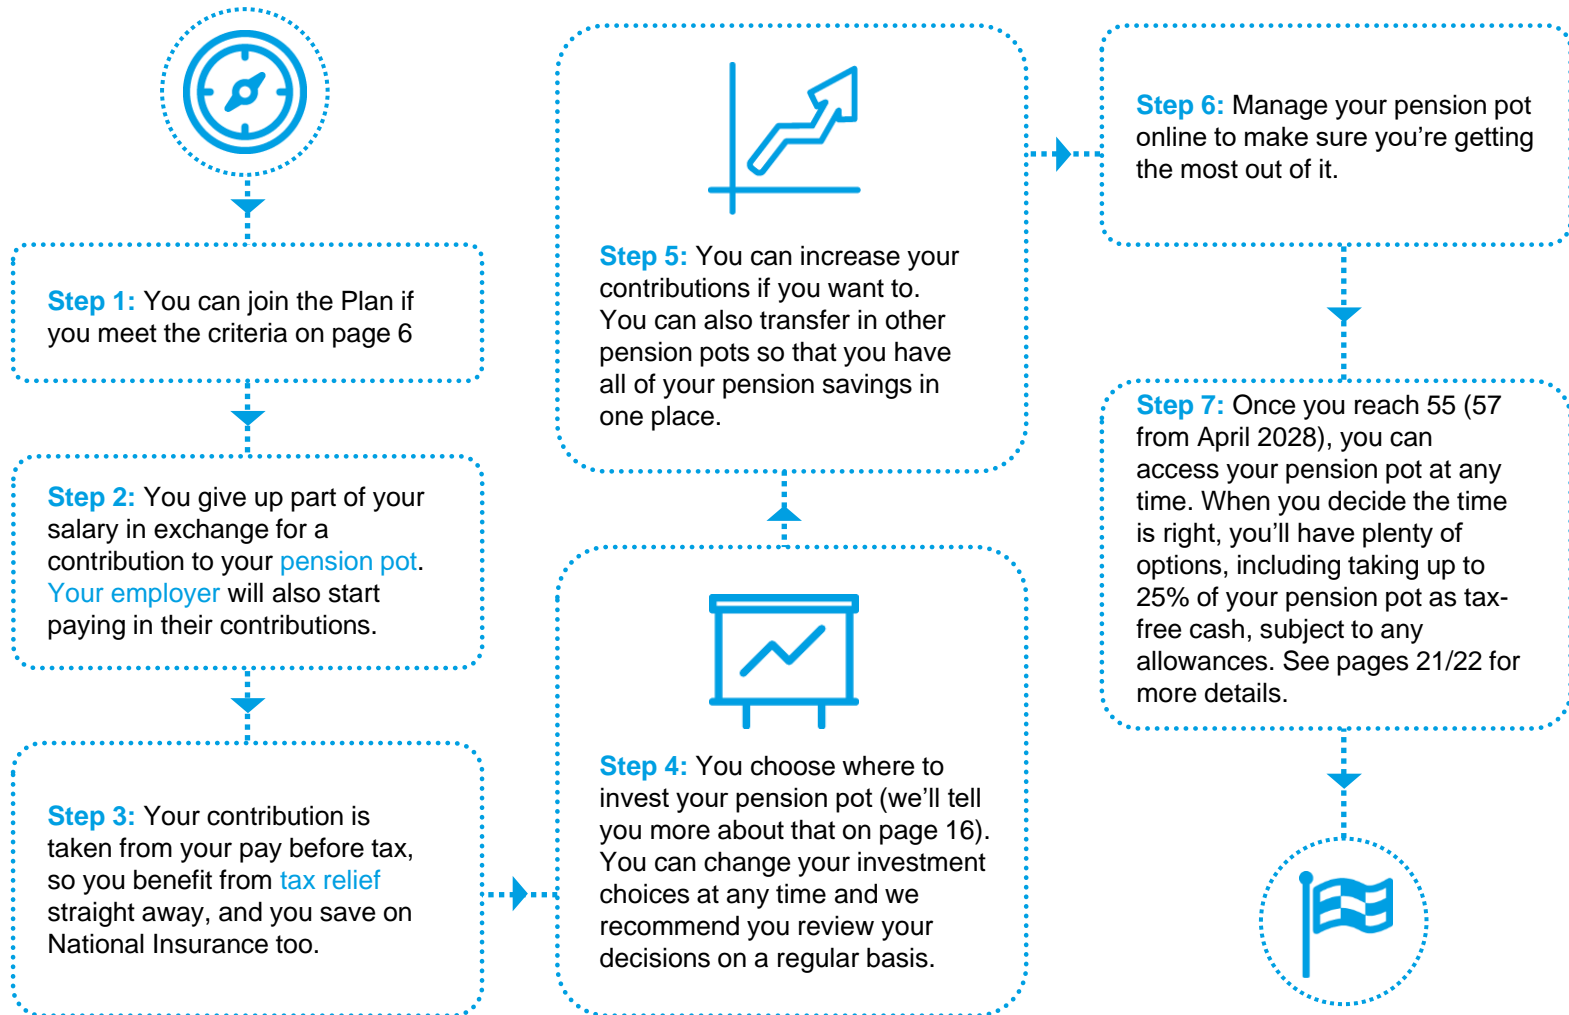 Step 1: You can join the Plan if
you meet the criteria on page 6
Step 2: You give up part of your
salary in exchange for a
contribution to your pension pot.
Your employer will also start
paying in their contributions.
Step 3: Your contribution is
taken from your pay before tax,
so you benefit from tax relief
straight away, and you save on
National Insurance too.
Step 4: You choose where to
invest your pension pot (we’ll tell
you more about that on page 16).
You can change your investment
choices at any time and we
recommend you review your
decisions on a regular basis.
Step 5: You can increase your
contributions if you want to.
You can also transfer in other
pension pots so that you have
all of your pension savings in
one place.
Step 6: Manage your pension pot
online to make sure you’re getting
the most out of it.
Step 7: Once you reach 55 (57
from April 2028), you can
access your pension pot at any
time. When you decide the time
is right, you’ll have plenty of
options, including taking up to
25% of your pension pot as tax-
free cash, subject to any
allowances. See pages 21/22 for
more details.